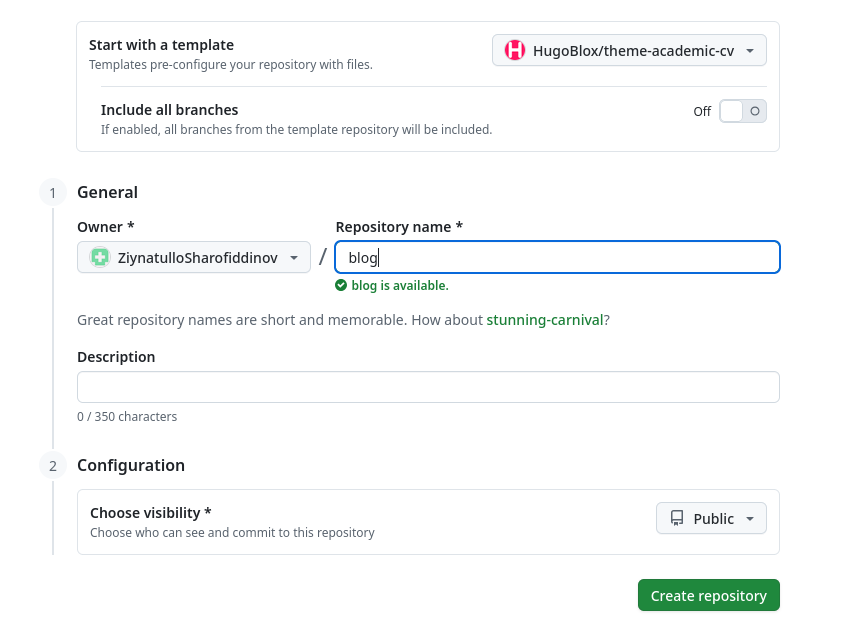 Start with a template
Templates pre-configure your repository with files.
HugoBlox/theme-academic-cv
Include all branches
If enabled, all branches from the template repository will be included.
Off
1
General
Owner *
Repository name *
ZiynatulloSharofiddinov
/
blog
blog is available.
Great repository names are short and memorable. How about stunning-carnival?
Description
0 / 350 characters
2
Configuration
Choose visibility *
Choose who can see and commit to this repository
Public
Create repository